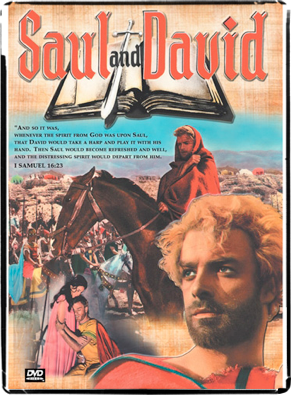 Saul and David
"And so it was,
whenever the spirit from God was upon Saul,
that David would take a harp and play it with his
hand. Then Saul would become refreshed and well,
and the distressing spirit would depart from him.
I Samuel 16:23
DVD